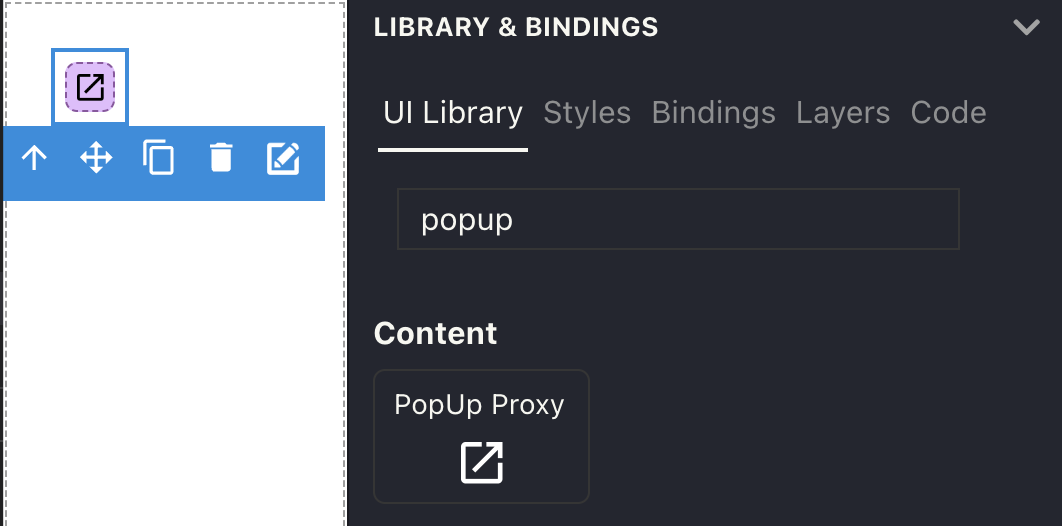 LIBRARY & BINDINGS
UI Library Styles Bindings Layers Code
popup
Content
PopUp Proxy